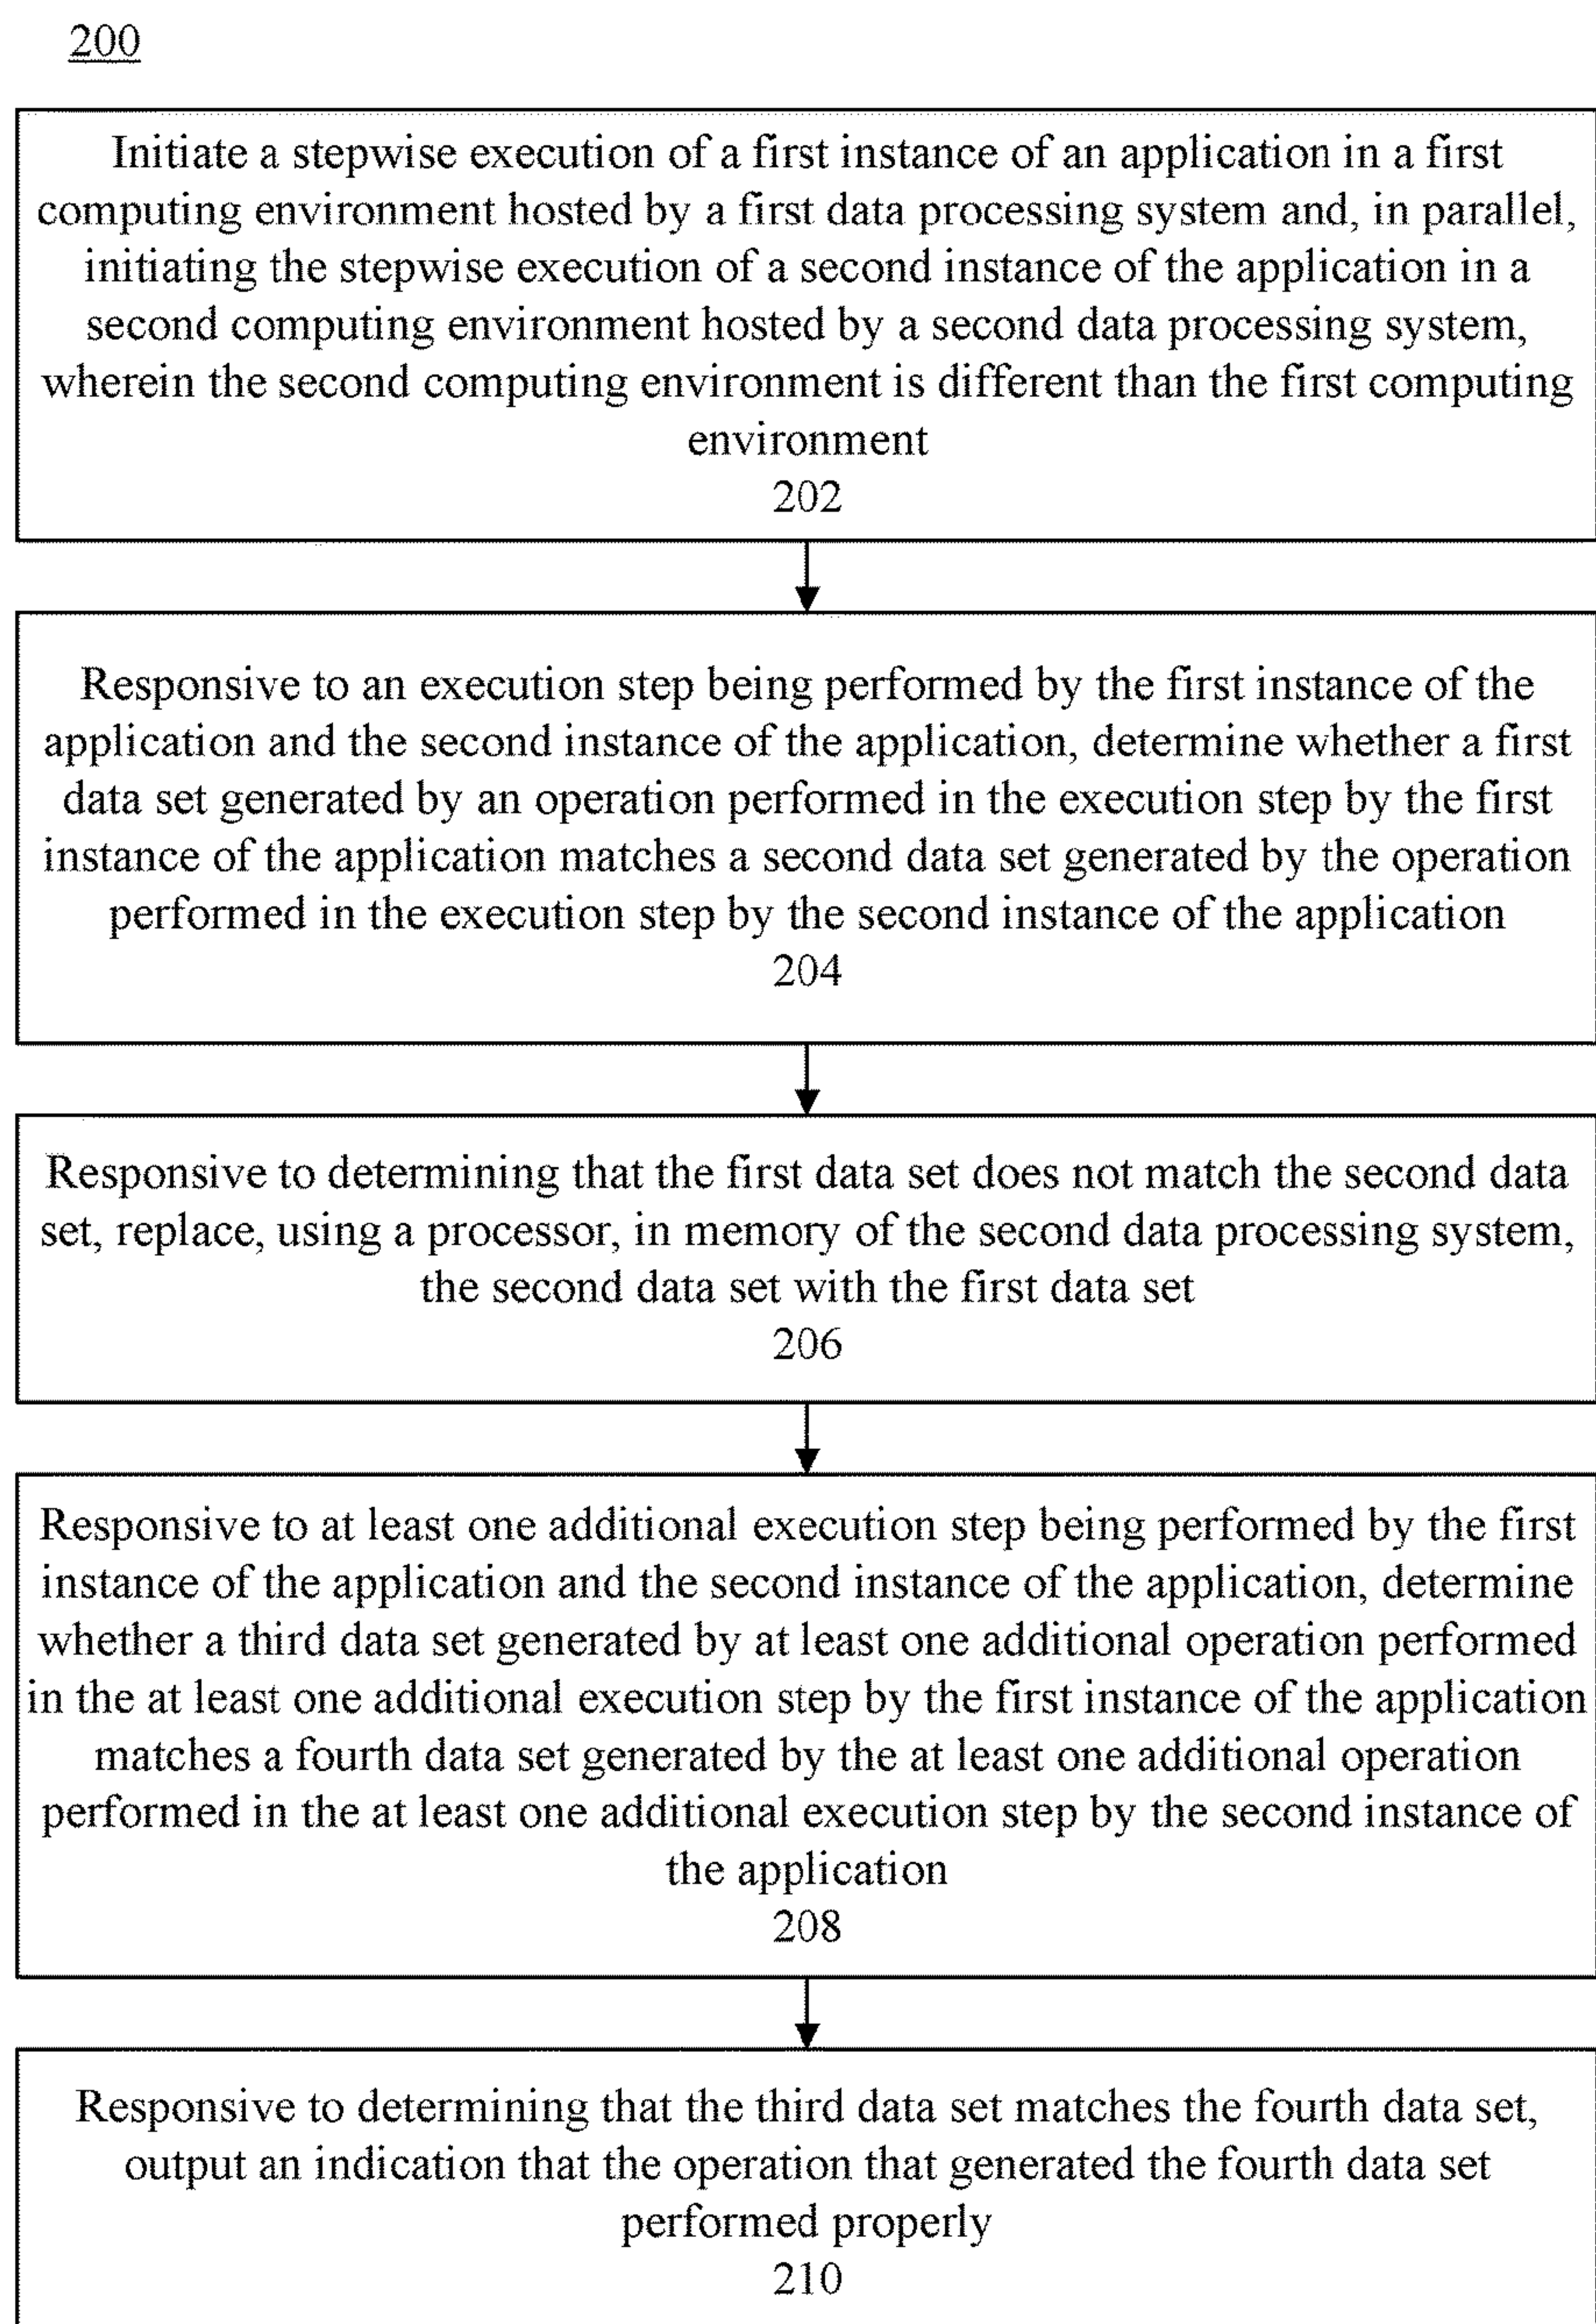 200
Initiate a stepwise execution of a first instance of an application in a first
computing environment hosted by a first data processing system and, in parallel,
initiating the stepwise execution of a second instance of the application in a
second computing environment hosted by a second data processing system,
wherein the second computing environment is different than the first computing
environment
202
Responsive to an execution step being performed by the first instance of the
application and the second instance of the application, determine whether a first
data set generated by an operation performed in the execution step by the first
instance of the application matches a second data set generated by the operation
performed in the execution step by the second instance of the application
204
Responsive to determining that the first data set does not match the second data
set, replace, using a processor, in memory of the second data processing system,
the second data set with the first data set
206
Responsive to at least one additional execution step being performed by the first
instance of the application and the second instance of the application, determine
whether a third data set generated by at least one additional operation performed
in the at least one additional execution step by the first instance of the application
matches a fourth data set generated by the at least one additional operation
performed in the at least one additional execution step by the second instance of
the application
208
Responsive to determining that the third data set matches the fourth data set,
output an indication that the operation that generated the fourth data set
performed properly
210